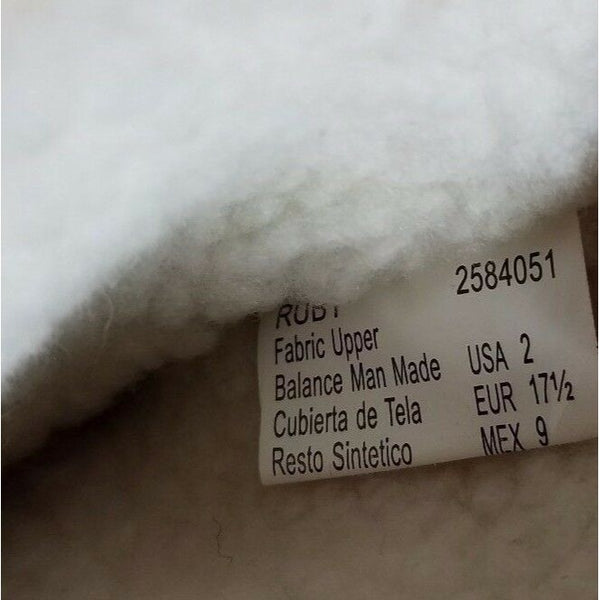 2584051
RUBY
Fabric Upper
Balance Man Made
Cubierta de Tela
Resto Sintetico
USA 2
EUR 17½
MEX 9